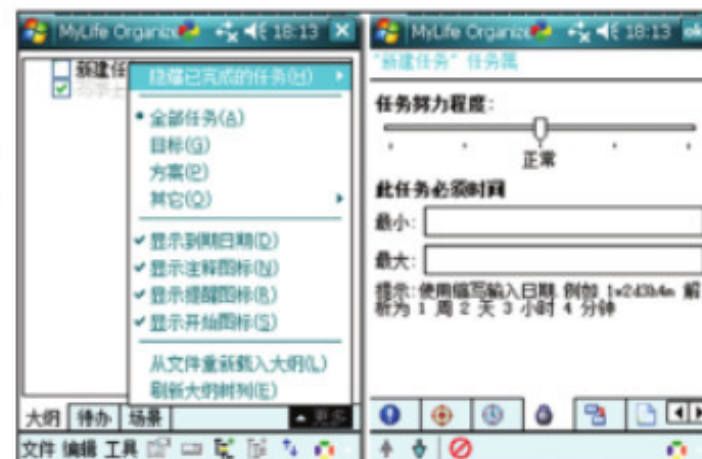 MyLife Organize 18:13
新建任
隐藏已完成的任务(H)
全部任务(A)
目标(G)
方案(P)
其它(O)
显示到期日期(D)
显示注释图标(N)
显示提醒图标(R)
显示开始图标(S)
从文件重新载入大纲(L)
刷新大纲树列(E)
大纲 待办 场景 更多
文件 编辑 工具
MyLife Organize 18:13 ok
"新建任务" 任务属
任务努力程度:
正常
此任务必须时间
最小:
最大:
提示: 使用缩写输入日期 例如 1w2d3h4m 解
析为 1 周 2 天 3 小时 4 分钟